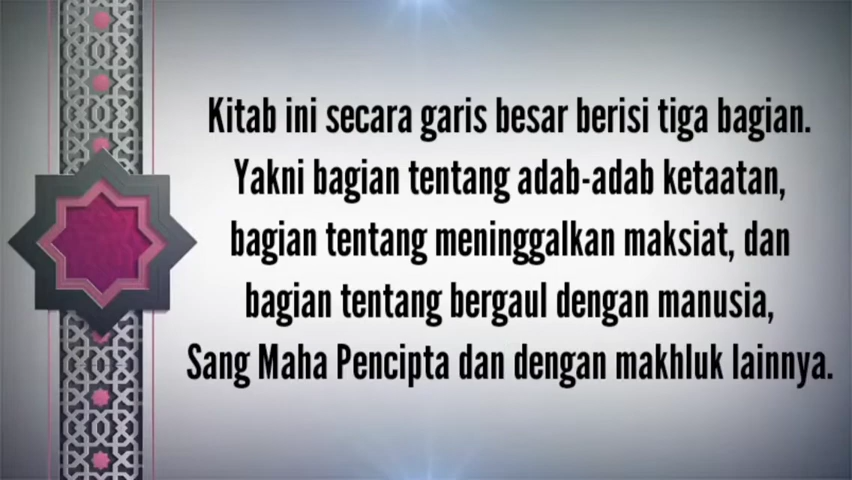 Kitab ini secara garis besar berisi tiga bagian.
Yakni bagian tentang adab-adab ketaatan,
bagian tentang meninggalkan maksiat, dan
bagian tentang bergaul dengan manusia,
Sang Maha Pencipta dan dengan makhluk lainnya.